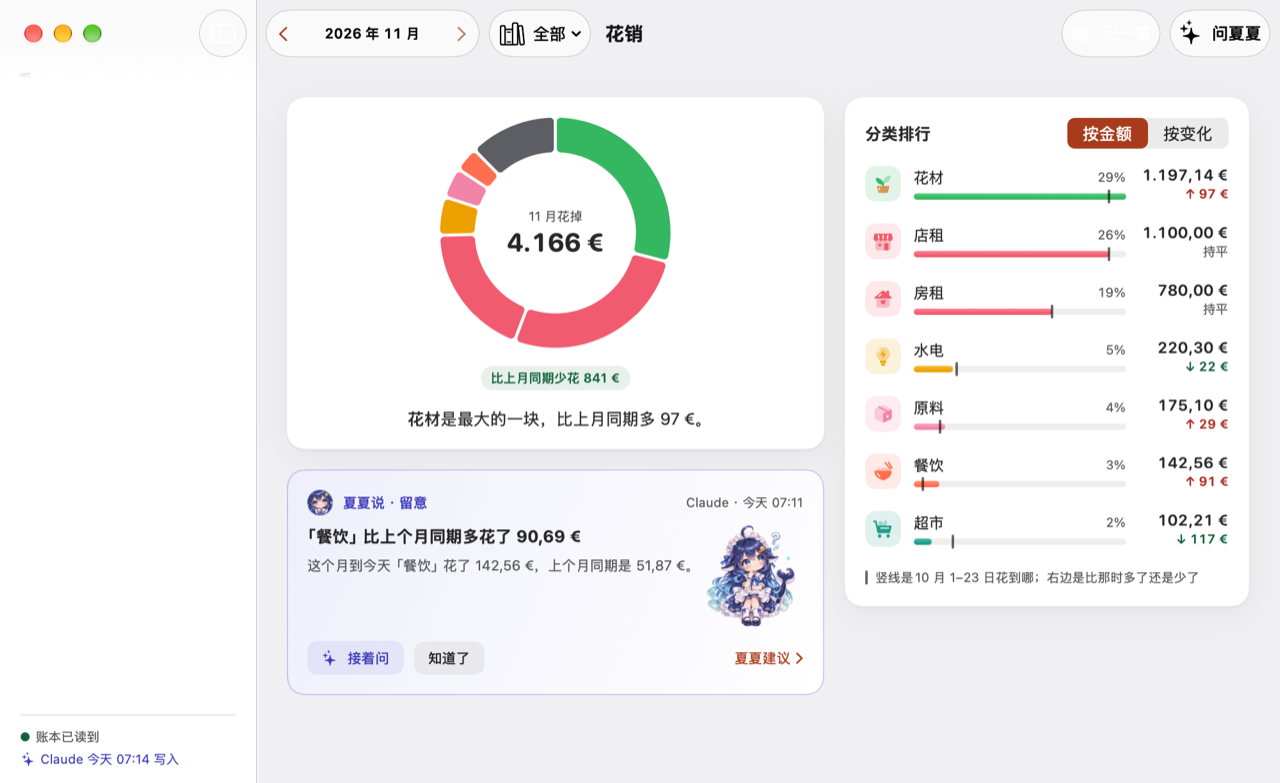 2026 年 11 月
全部
花销
问夏夏
11 月花掉
4.166 €
比上月同期少花 841 €
花材是最大的一块，比上月同期多 97 €。
夏夏说 · 留意
Claude · 今天 07:11
「餐饮」比上个月同期多花了 90,69 €
这个月到今天「餐饮」花了 142,56 €，上个月同期是 51,87 €。
接着问
知道了
夏夏建议
分类排行
按金额
按变化
花材
29%
1.197,14 €
↑ 97 €
店租
26%
1.100,00 €
持平
房租
19%
780,00 €
持平
水电
5%
220,30 €
↓ 22 €
原料
4%
175,10 €
↑ 29 €
餐饮
3%
142,56 €
↑ 91 €
超市
2%
102,21 €
↓ 117 €
竖线是10 月 1–23 日花到哪；右边是比那时多了还是少了
账本已读到
Claude 今天 07:14 写入